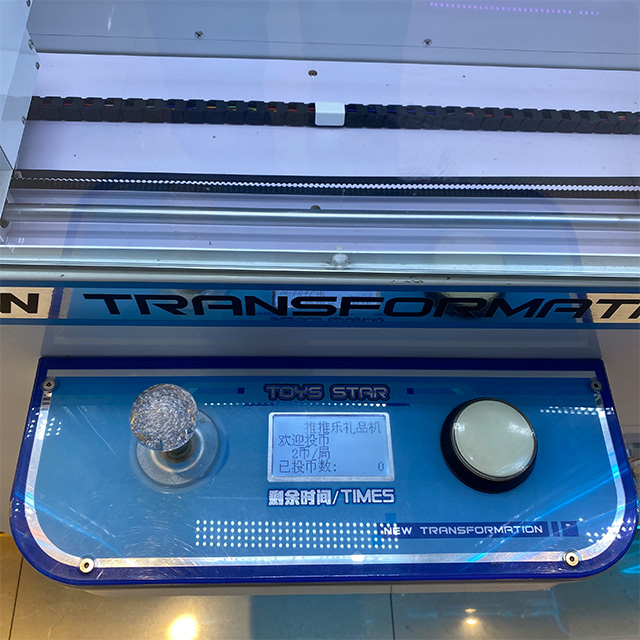 N TRANSFORMAT
TOYS STAR
推推乐礼品机
欢迎投币
2币/局
已投币数: 0
剩余时间/TIMES
NEW TRANSFORMATION